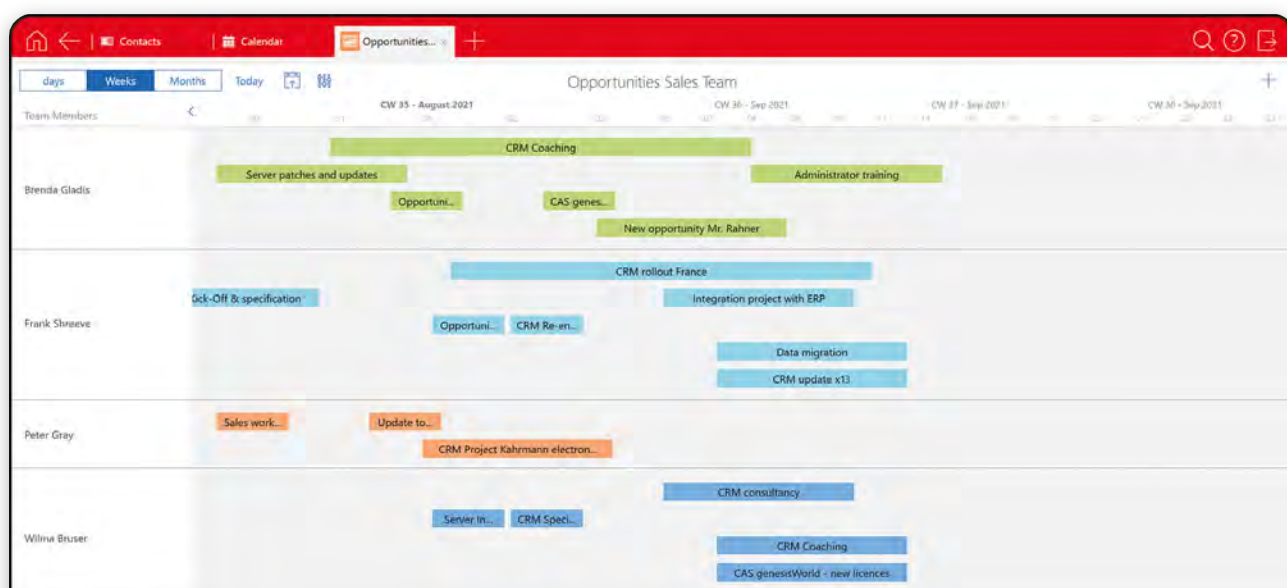 Contacts
Calendar
Opportunities...
days Weeks Months Today
Opportunities Sales Team
Team Members
CW 35 - August 2021 CW 36 - Sep 2021 CW 37 - Sep 2021 - Sep 2021
CRM Coaching
Server patches and updates Administrator training
Brenda Gladis
Opportuni... CAS genes...
New opportunity Mr. Rahner
CRM rollout France
Kick-Off & specification Integration project with ERP
Frank Shreeve
Opportuni... CRM Re-en...
Data migration
CRM update x13
Sales work... Update to...
Peter Gray
CRM Project Kahrmann electron...
CRM consultancy
Server In... CRM Speci...
Wilma Bruser
CRM Coaching
CAS genesisWorld - new licences